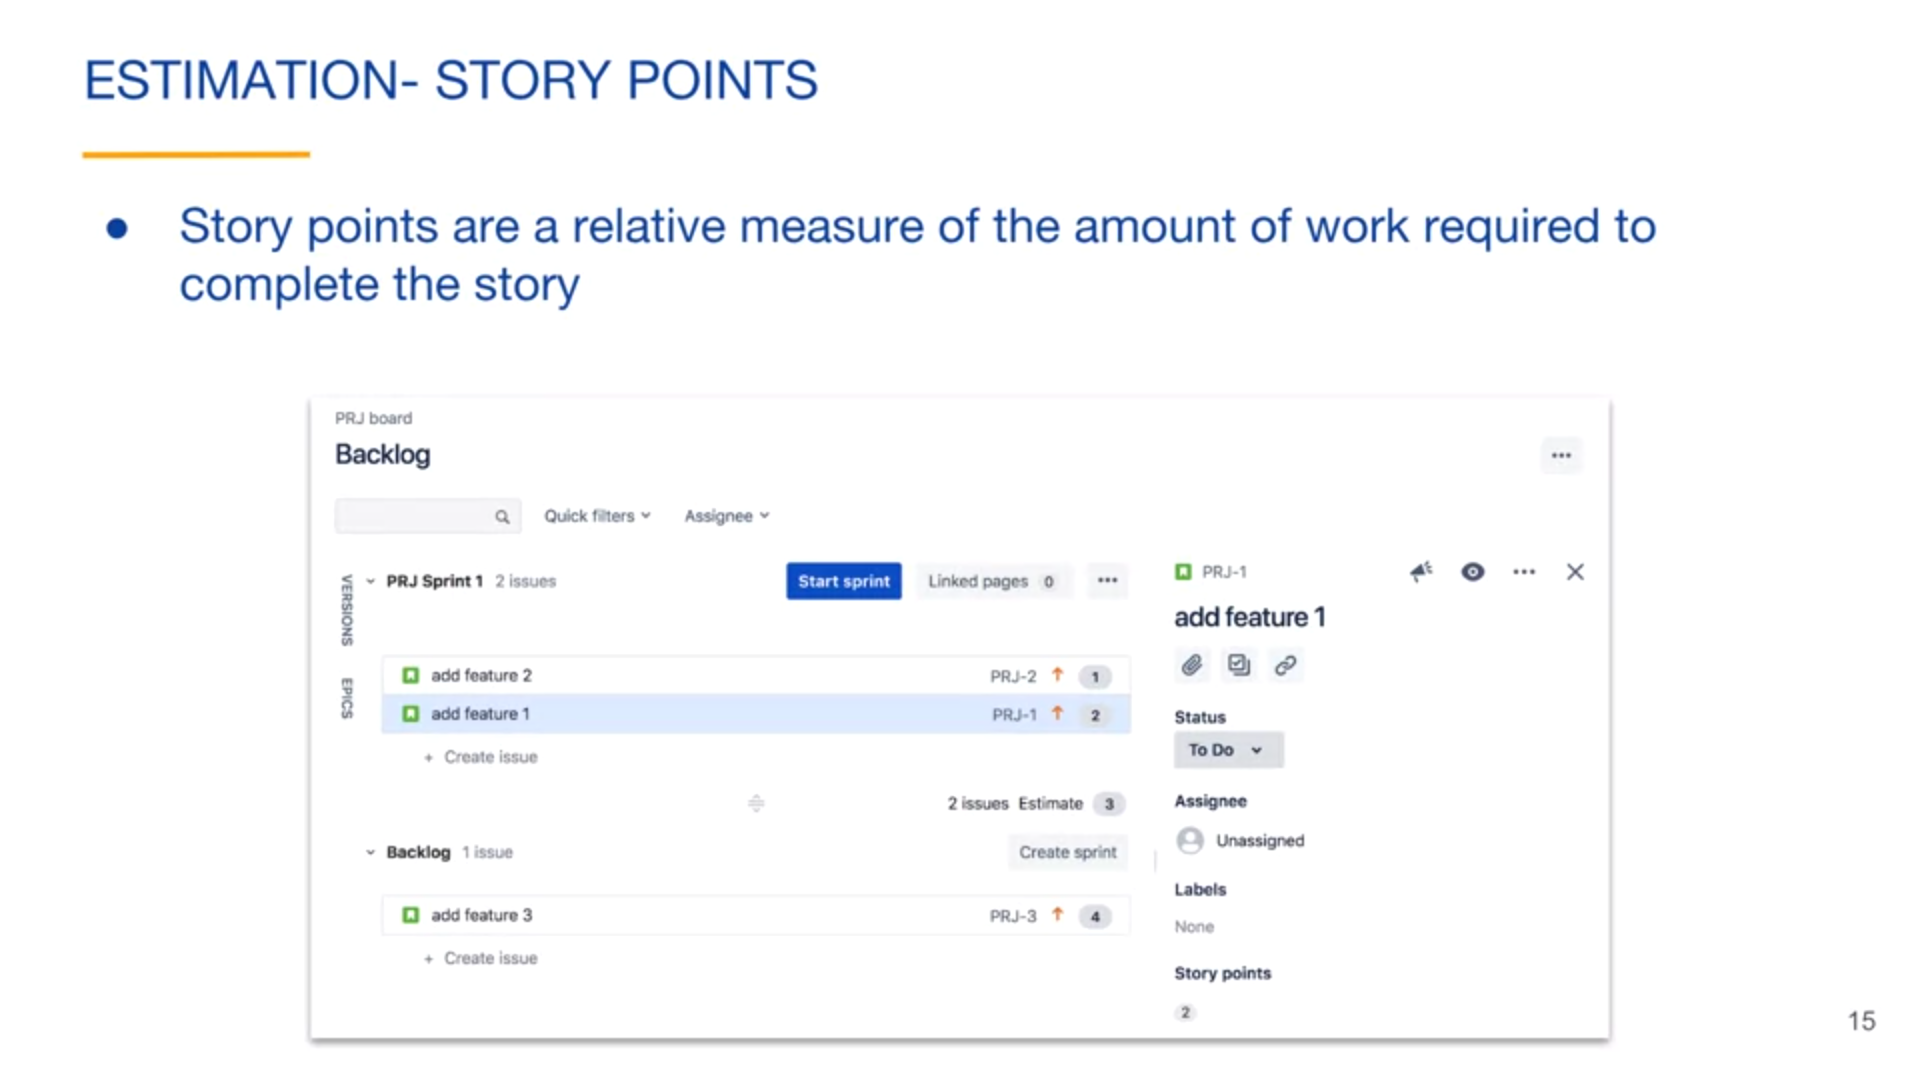 ESTIMATION- STORY POINTS
● Story points are a relative measure of the amount of work required to
complete the story
PRJ board
Backlog
Quick filters
Assignee
VERSIONS
EPICS
PRJ Sprint 1 2 issues
Start sprint
Linked pages 0
add feature 2 PRJ-2 1
add feature 1 PRJ-1 2
+ Create issue
2 issues Estimate 3
Backlog 1 issue
Create sprint
add feature 3 PRJ-3 4
+ Create issue
PRJ-1
add feature 1
Status
To Do
Assignee
Unassigned
Labels
None
Story points
2
15